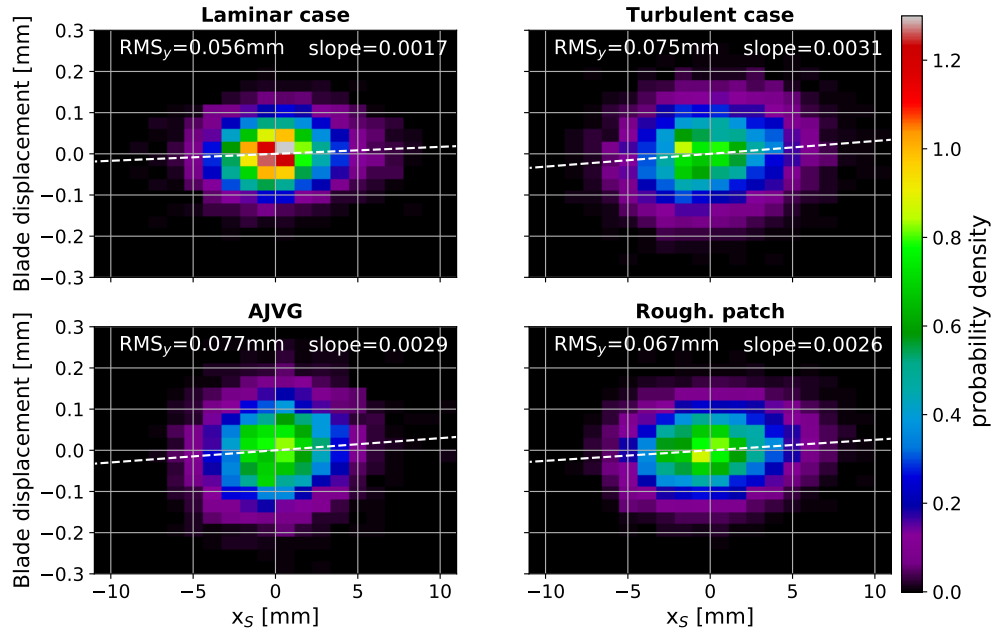 Laminar case
Turbulent case
Blade displacement [mm]
0.3
0.2
0.1
0.0
−0.1
−0.2
−0.3
RMSy=0.056mm slope=0.0017
RMSy=0.075mm slope=0.0031
AJVG
Rough. patch
Blade displacement [mm]
0.3
0.2
0.1
0.0
−0.1
−0.2
−0.3
RMSy=0.077mm slope=0.0029
RMSy=0.067mm slope=0.0026
−10 −5 0 5 10
−10 −5 0 5 10
xS [mm]
xS [mm]
1.2
1.0
0.8
0.6
0.4
0.2
0.0
probability density